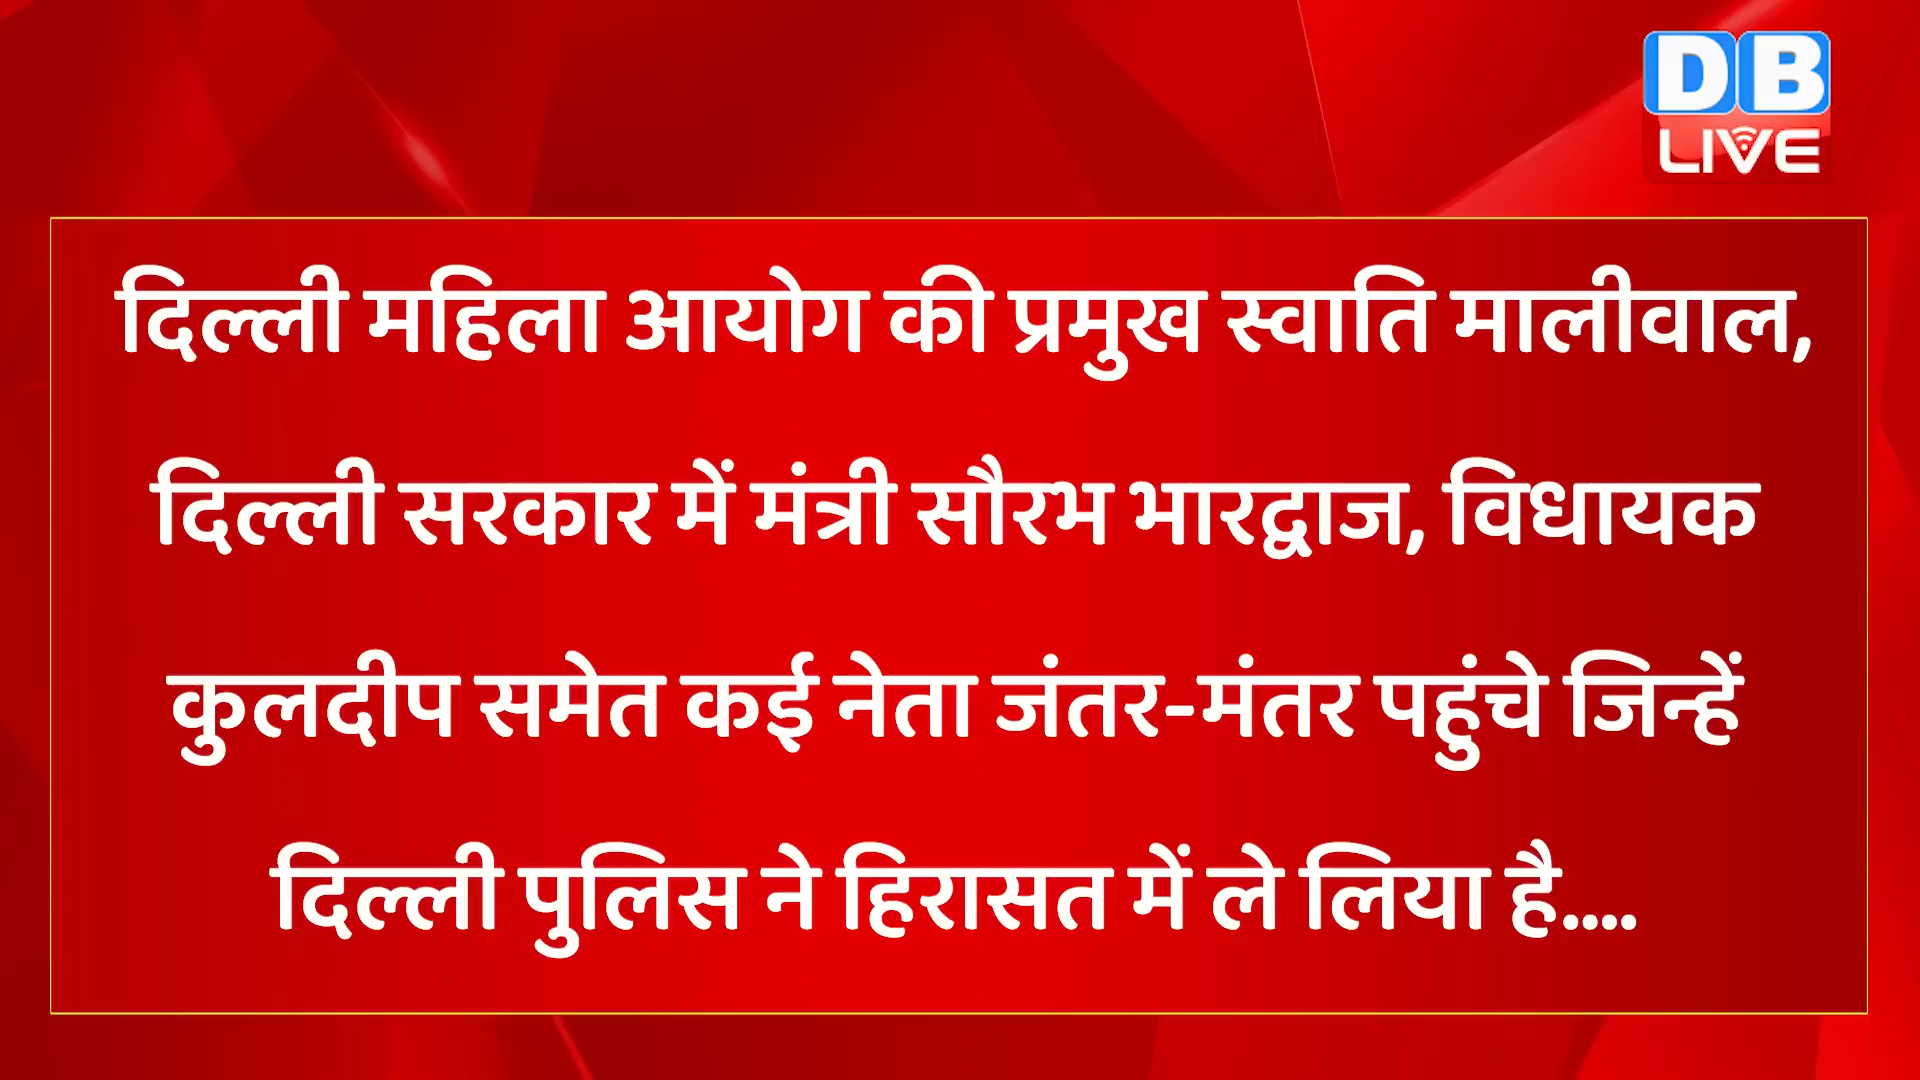 DB
LIVE
दिल्ली महिला आयोग की प्रमुख स्वाति मालीवाल,
दिल्ली सरकार में मंत्री सौरभ भारद्वाज, विधायक
कुलदीप समेत कई नेता जंतर-मंतर पहुंचे जिन्हें
दिल्ली पुलिस ने हिरासत में ले लिया है....